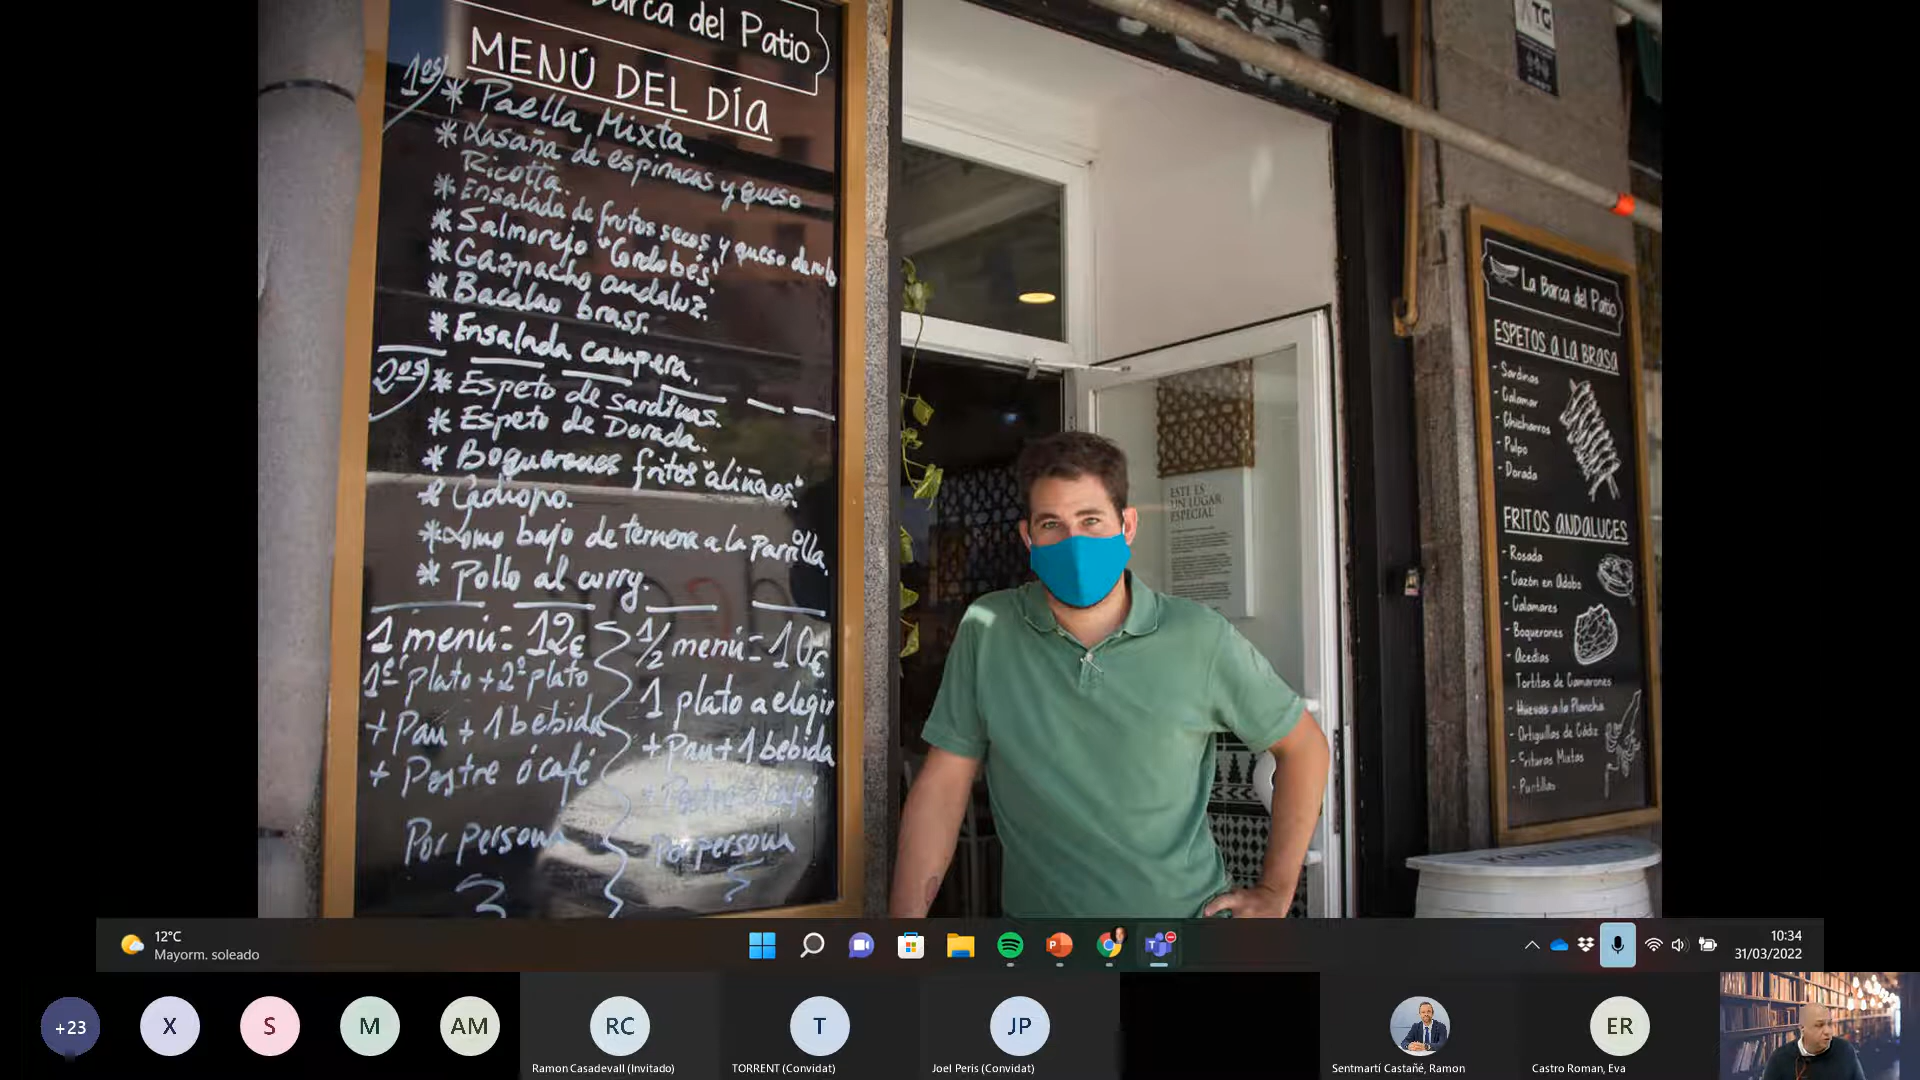 Barca del Patio
MENÚ DEL DÍA
1os) * Paella Mixta.
* Lasaña de espinacas y queso
Ricotta.
* Ensalada de frutos secos y queso de rulo
* Salmorejo "Cordobés".
* Gazpacho andaluz.
* Bacalao brass.
* Ensalada campera.
2os) * Espeto de sardinas.
* Espeto de Dorada.
* Boquerones fritos "aliñaos".
* Cachopo.
* Lomo bajo de ternera a la parrilla.
* Pollo al curry.
1 menú = 12€
1er plato + 2º plato
+ Pan + 1 bebida
+ Postre ó café
Por persona
1/2 menú = 10€
1 plato a elegir
+ Pan + 1 bebida
+ Postre ó café
Por persona
ESTE ES
UN LUGAR
ESPECIAL
TG
La Barca del Patio
ESPETOS A LA BRASA
- Sardinas
- Calamar
- Chicharros
- Pulpo
- Dorada
FRITOS ANDALUCES
- Rosada
- Cazón en Adobo
- Calamares
- Boquerones
- Acedias
Tortitas de Camarones
- Huevas a la Plancha
- Ortiguillas de Cádiz
- Frituras Mixtas
- Puntillas
12°C
Mayorm. soleado
10:34
31/03/2022
+23
X
S
M
AM
RC
Ramon Casadevall (Invitado)
T
TORRENT (Convidat)
JP
Joel Peris (Convidat)
Sentmartí Castañé, Ramon
ER
Castro Roman, Eva